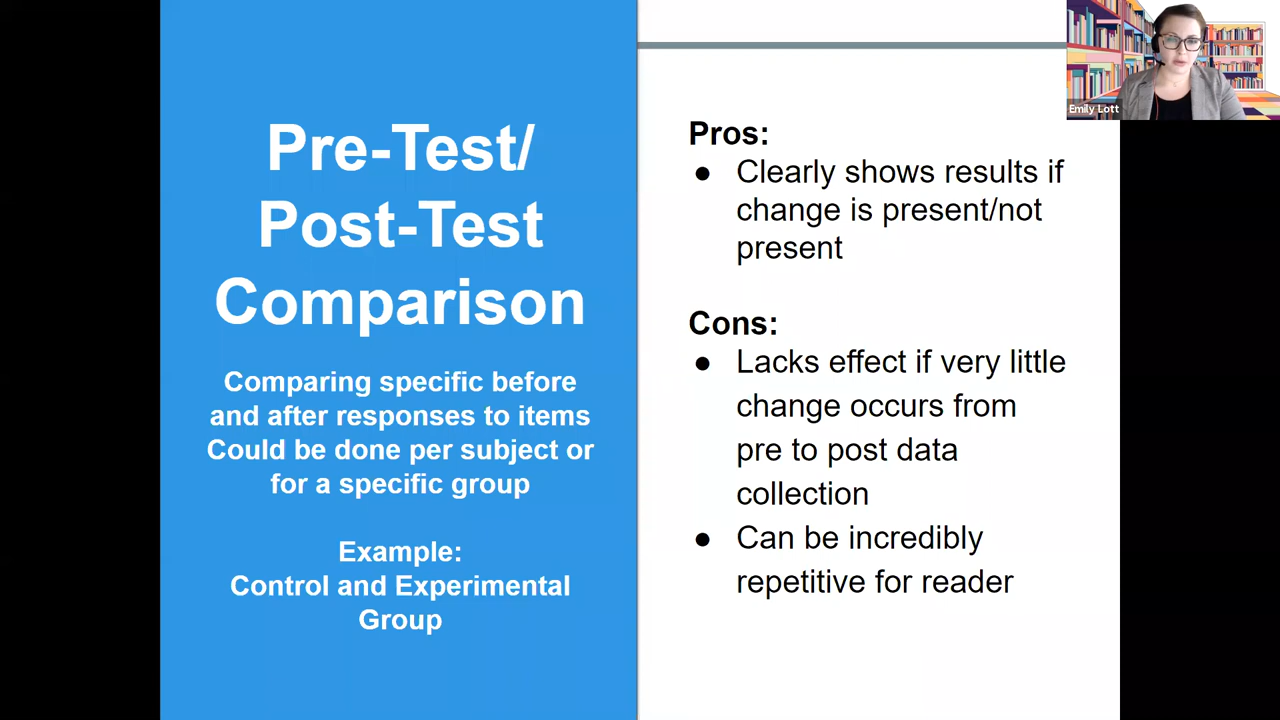 Pre-Test/
Post-Test
Comparison
Comparing specific before
and after responses to items
Could be done per subject or
for a specific group
Example:
Control and Experimental
Group
Pros:
● Clearly shows results if
change is present/not
present
Cons:
● Lacks effect if very little
change occurs from
pre to post data
collection
● Can be incredibly
repetitive for reader
Emily Lott